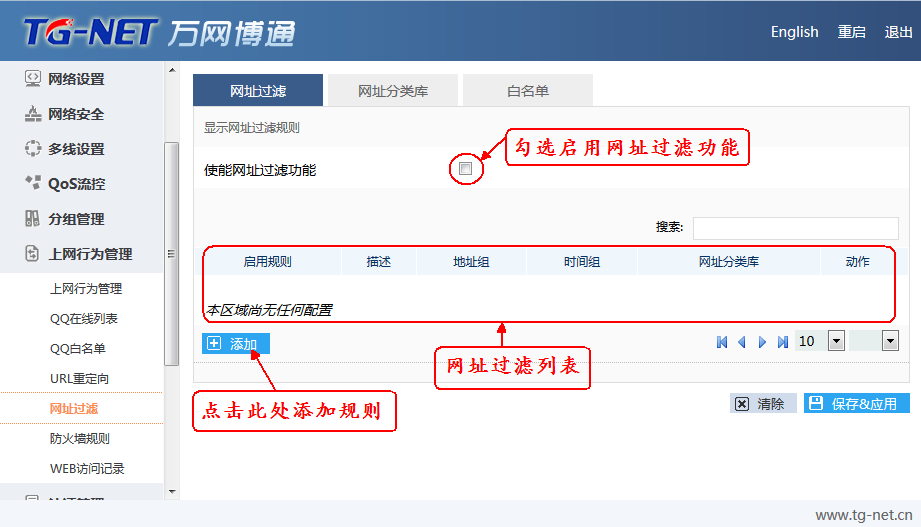 TG-NET 万网博通
English 重启 退出
网络设置
网络安全
多线设置
QoS流控
分组管理
上网行为管理
上网行为管理
QQ在线列表
QQ白名单
URL重定向
网址过滤
防火墙规则
WEB访问记录
网址过滤 网址分类库 白名单
显示网址过滤规则
勾选启用网址过滤功能
使能网址过滤功能
搜索:
启用规则 描述 地址组 时间组 网址分类库 动作
本区域尚无任何配置
添加
10
网址过滤列表
点击此处添加规则
清除 保存&应用
www.tg-net.cn